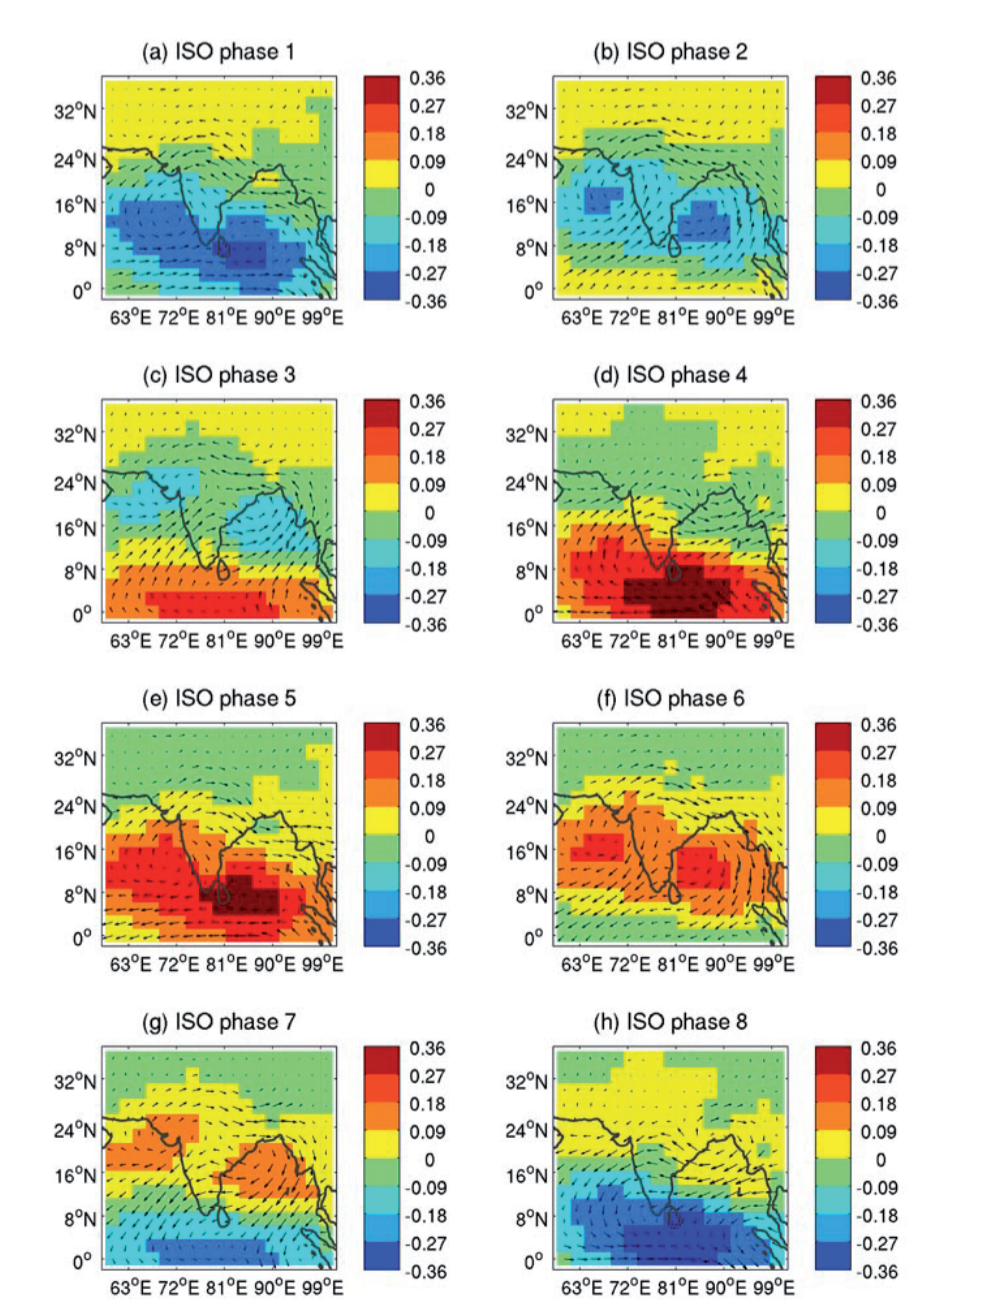 (a) ISO phase 1
32°N
24°N
16°N
8°N
0°
63°E 72°E 81°E 90°E 99°E
0.36
0.27
0.18
0.09
0
-0.09
-0.18
-0.27
-0.36
(b) ISO phase 2
32°N
24°N
16°N
8°N
0°
63°E 72°E 81°E 90°E 99°E
0.36
0.27
0.18
0.09
0
-0.09
-0.18
-0.27
-0.36
(c) ISO phase 3
32°N
24°N
16°N
8°N
0°
63°E 72°E 81°E 90°E 99°E
0.36
0.27
0.18
0.09
0
-0.09
-0.18
-0.27
-0.36
(d) ISO phase 4
32°N
24°N
16°N
8°N
0°
63°E 72°E 81°E 90°E 99°E
0.36
0.27
0.18
0.09
0
-0.09
-0.18
-0.27
-0.36
(e) ISO phase 5
32°N
24°N
16°N
8°N
0°
63°E 72°E 81°E 90°E 99°E
0.36
0.27
0.18
0.09
0
-0.09
-0.18
-0.27
-0.36
(f) ISO phase 6
32°N
24°N
16°N
8°N
0°
63°E 72°E 81°E 90°E 99°E
0.36
0.27
0.18
0.09
0
-0.09
-0.18
-0.27
-0.36
(g) ISO phase 7
32°N
24°N
16°N
8°N
0°
63°E 72°E 81°E 90°E 99°E
0.36
0.27
0.18
0.09
0
-0.09
-0.18
-0.27
-0.36
(h) ISO phase 8
32°N
24°N
16°N
8°N
0°
63°E 72°E 81°E 90°E 99°E
0.36
0.27
0.18
0.09
0
-0.09
-0.18
-0.27
-0.36